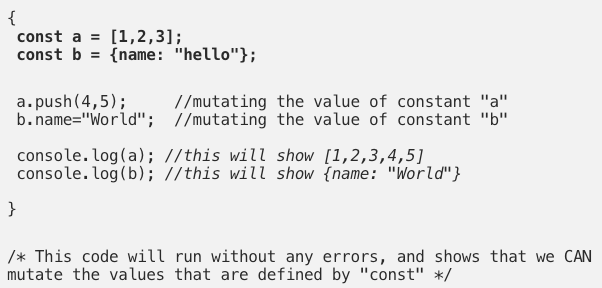 {
const a = [1,2,3];
const b = {name: "hello"};
a.push(4,5);     //mutating the value of constant "a"
b.name="World";  //mutating the value of constant "b"
console.log(a); //this will show [1,2,3,4,5]
console.log(b); //this will show {name: "World"}
}
/* This code will run without any errors, and shows that we CAN
mutate the values that are defined by "const" */